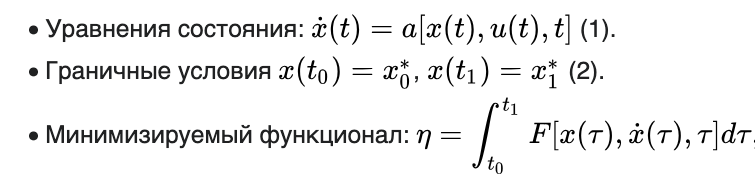 • Уравнения состояния: ẋ(t) = a[x(t), u(t), t] (1).
• Граничные условия x(t₀) = x₀*, x(t₁) = x₁* (2).
• Минимизируемый функционал: η = ∫_{t₀}^{t₁} F[x(τ), ẋ(τ), τ]dτ.